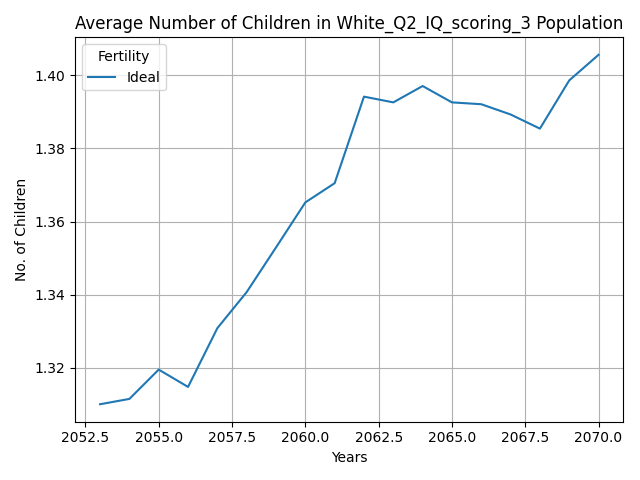 Average Number of Children in White_Q2_IQ_scoring_3 Population
Fertility
Ideal
No. of Children
1.40
1.38
1.36
1.34
1.32
2052.5 2055.0 2057.5 2060.0 2062.5 2065.0 2067.5 2070.0
Years